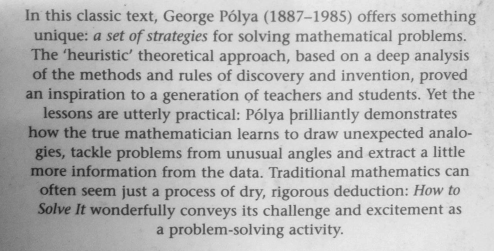 In this classic text, George Pólya (1887–1985) offers something
unique: a set of strategies for solving mathematical problems.
The ‘heuristic’ theoretical approach, based on a deep analysis
of the methods and rules of discovery and invention, proved
an inspiration to a generation of teachers and students. Yet the
lessons are utterly practical: Pólya brilliantly demonstrates
how the true mathematician learns to draw unexpected analo-
gies, tackle problems from unusual angles and extract a little
more information from the data. Traditional mathematics can
often seem just a process of dry, rigorous deduction: How to
Solve It wonderfully conveys its challenge and excitement as
a problem-solving activity.